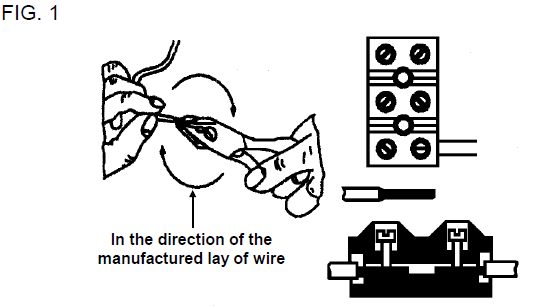 FIG. 1
In the direction of the
manufactured lay of wire